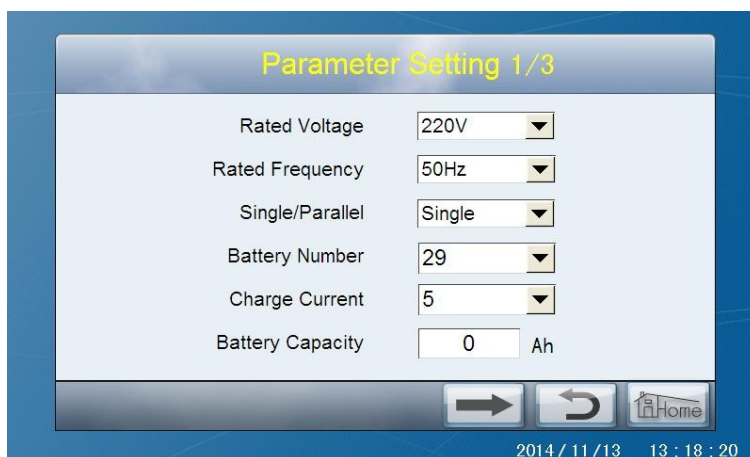 Parameter Setting 1/3
Rated Voltage 220V
Rated Frequency 50Hz
Single/Parallel Single
Battery Number 29
Charge Current 5
Battery Capacity 0 Ah
Home
2014/11/13 13:18:20